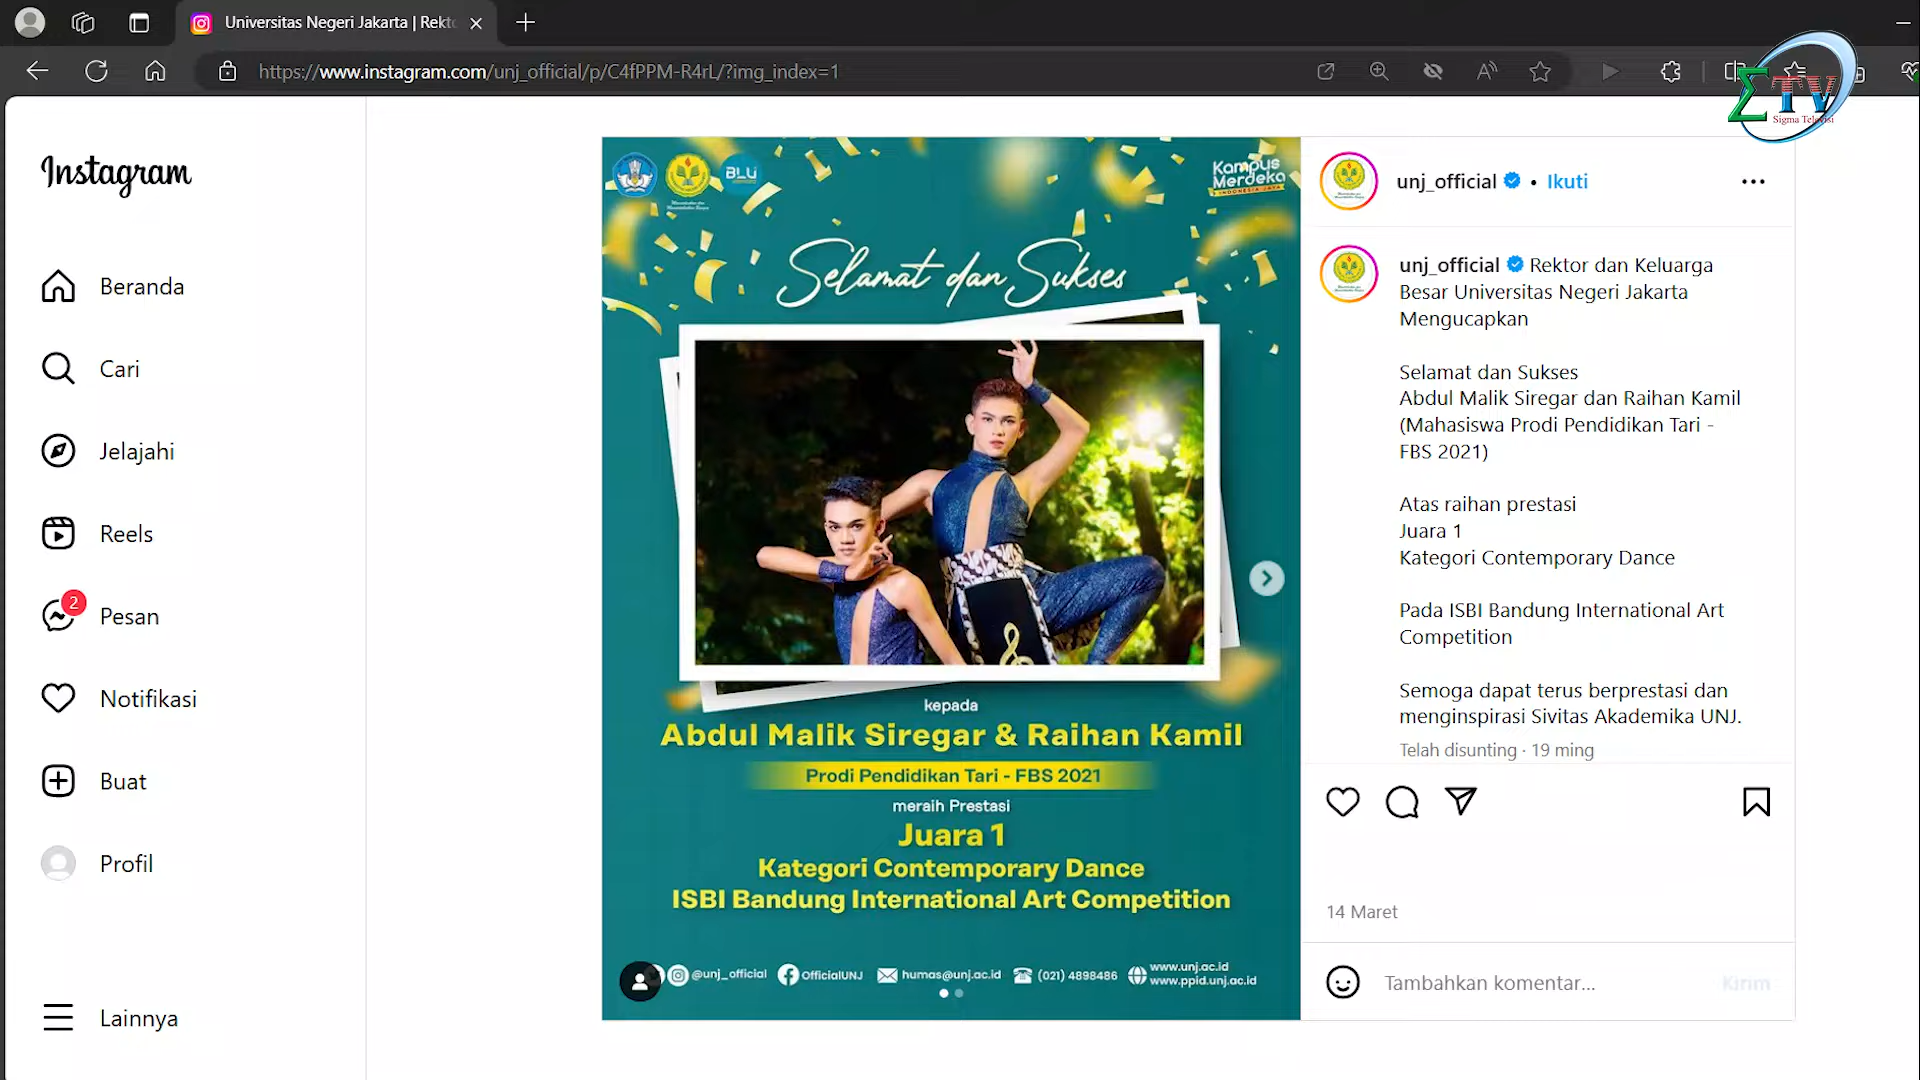 Universitas Negeri Jakarta | Rekto
https://www.instagram.com/unj_official/p/C4fPPM-R4rL/?img_index=1
ΣTV
Sigma Televisi
Instagram
Beranda
Cari
Jelajahi
Reels
2
Pesan
Notifikasi
Buat
Profil
Lainnya
BLU
Kampus
Merdeka
INDONESIA JAYA
Selamat dan Sukses
kepada
Abdul Malik Siregar & Raihan Kamil
Prodi Pendidikan Tari - FBS 2021
meraih Prestasi
Juara 1
Kategori Contemporary Dance
ISBI Bandung International Art Competition
@unj_official OfficialUNJ humas@unj.ac.id (021) 4898486 www.unj.ac.id
www.ppid.unj.ac.id
unj_official • Ikuti
unj_official Rektor dan Keluarga
Besar Universitas Negeri Jakarta
Mengucapkan
Selamat dan Sukses
Abdul Malik Siregar dan Raihan Kamil
(Mahasiswa Prodi Pendidikan Tari -
FBS 2021)
Atas raihan prestasi
Juara 1
Kategori Contemporary Dance
Pada ISBI Bandung International Art
Competition
Semoga dapat terus berprestasi dan
menginspirasi Sivitas Akademika UNJ.
Telah disunting · 19 ming
14 Maret
Tambahkan komentar...
Kirim